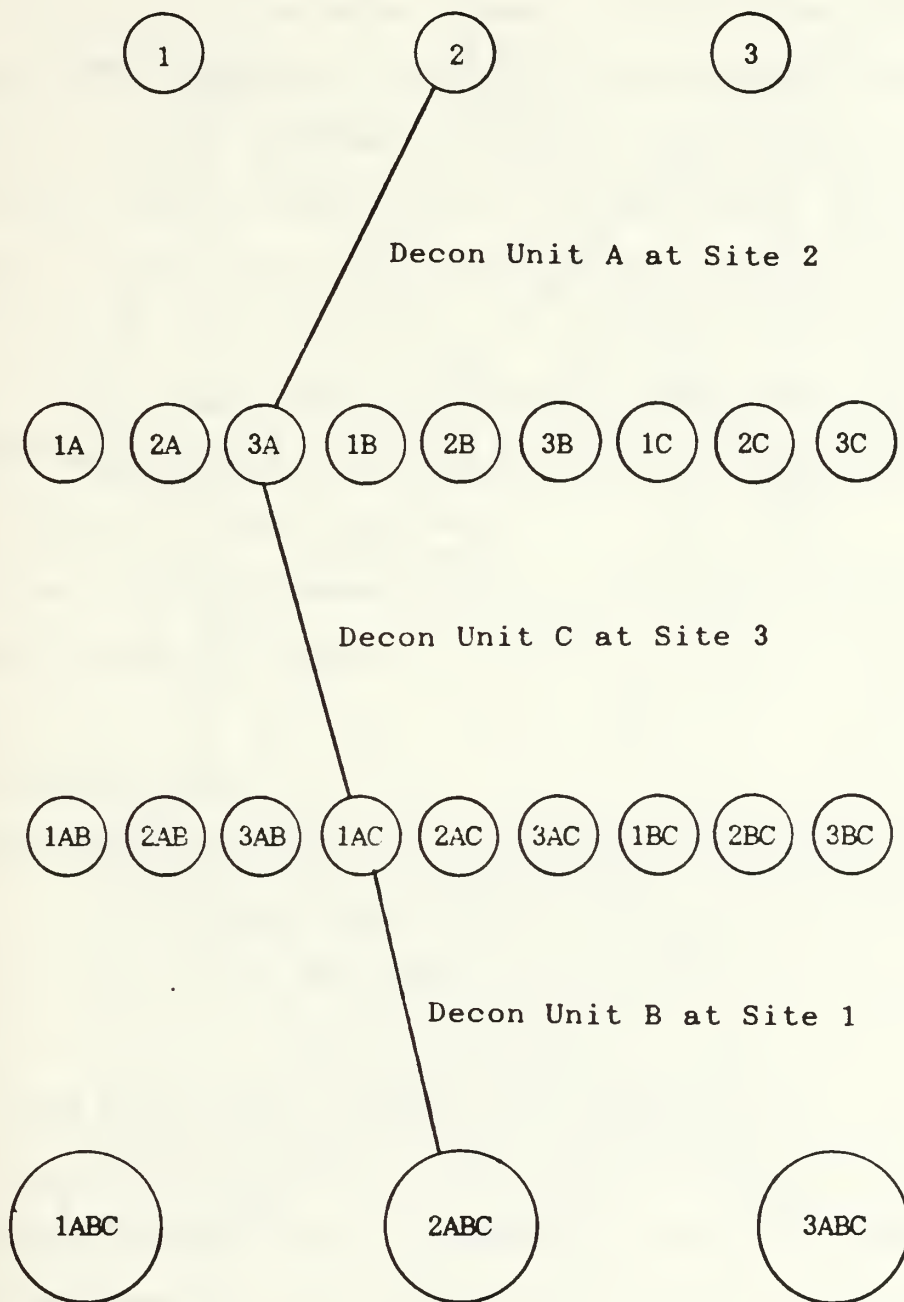 1 2 3
Decon Unit A at Site 2
1A 2A 3A 1B 2B 3B 1C 2C 3C
Decon Unit C at Site 3
1AB 2AB 3AB 1AC 2AC 3AC 1BC 2BC 3BC
Decon Unit B at Site 1
1ABC 2ABC 3ABC